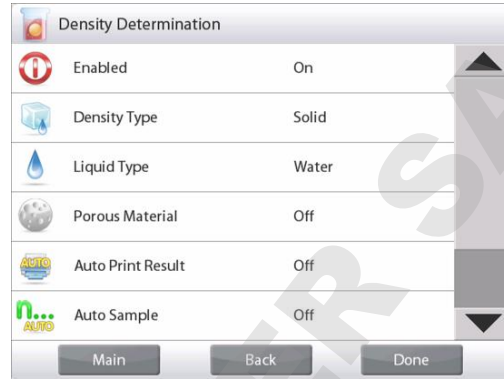 Density Determination
Enabled On
Density Type Solid
Liquid Type Water
Porous Material Off
AUTO Auto Print Result Off
n... AUTO Auto Sample Off
Main Back Done